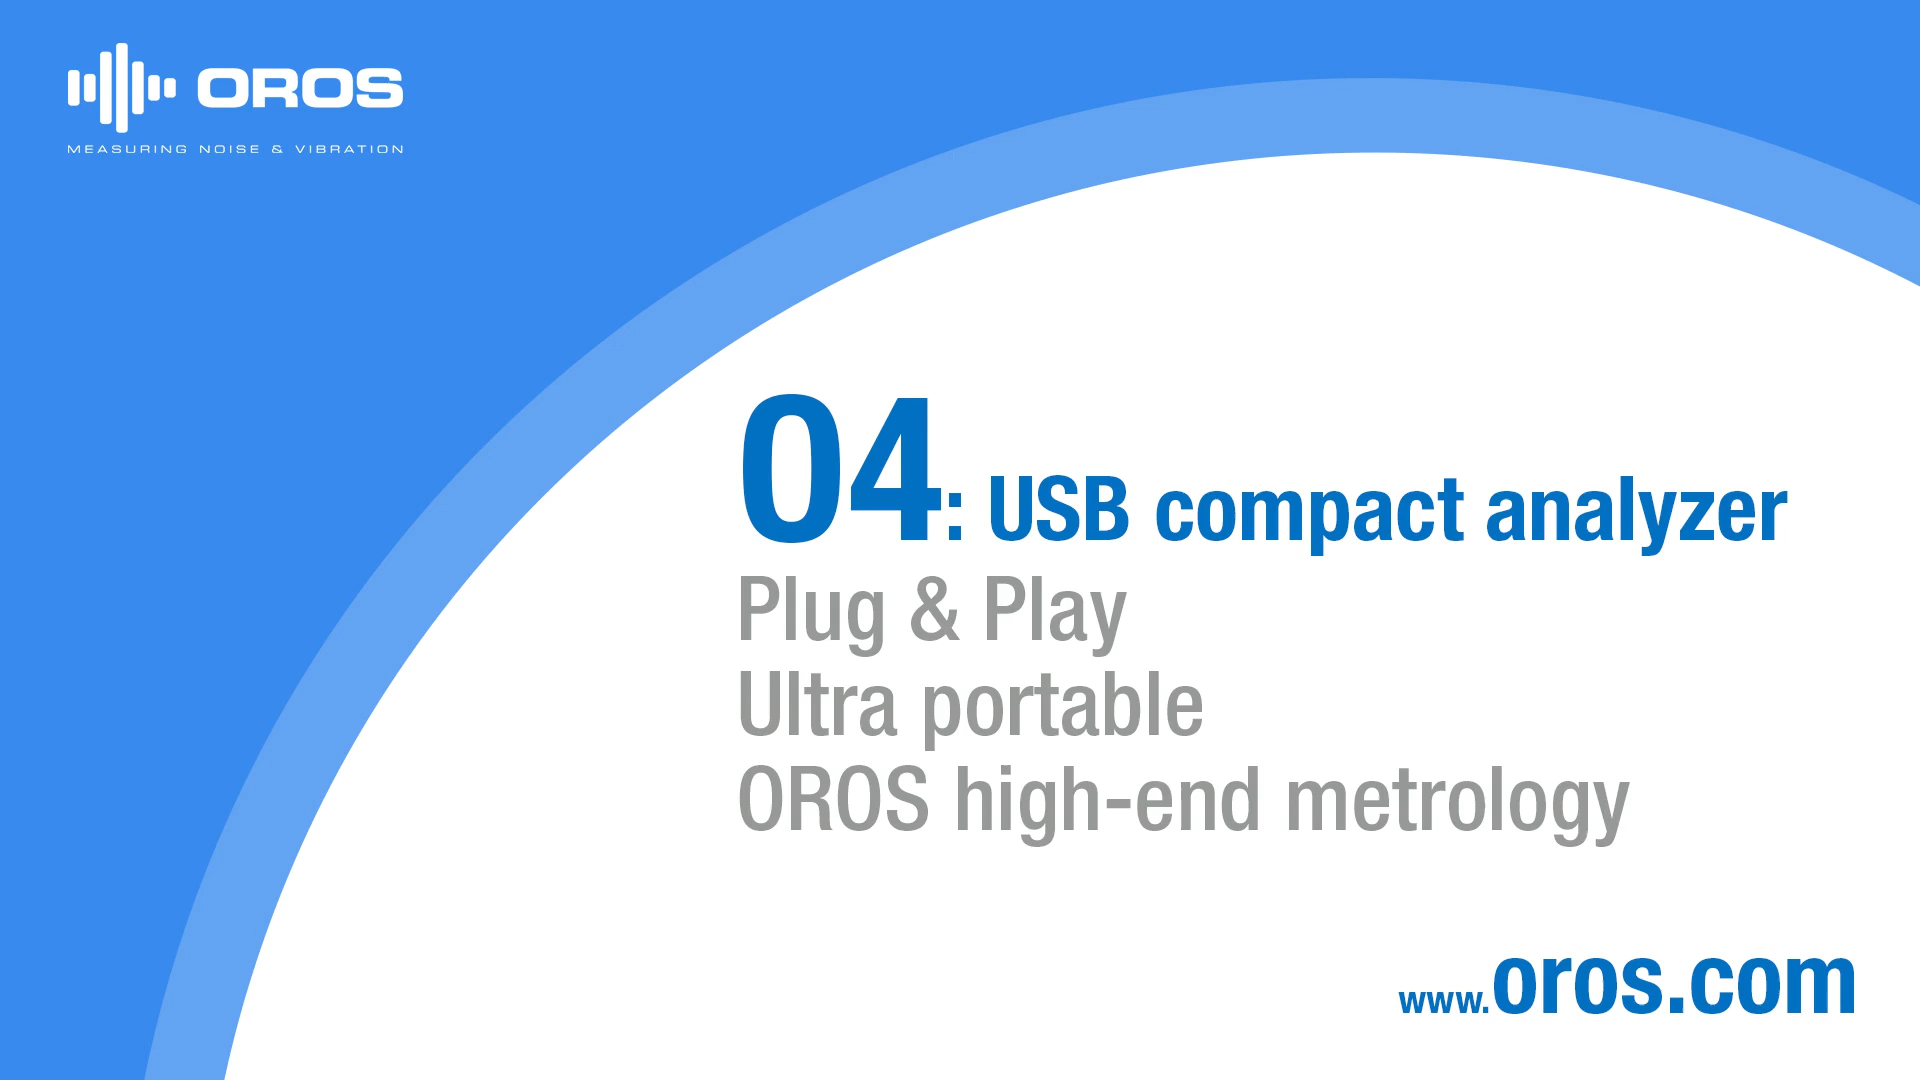 OROS
MEASURING NOISE & VIBRATION
04: USB compact analyzer
Plug & Play
Ultra portable
OROS high-end metrology
www.oros.com